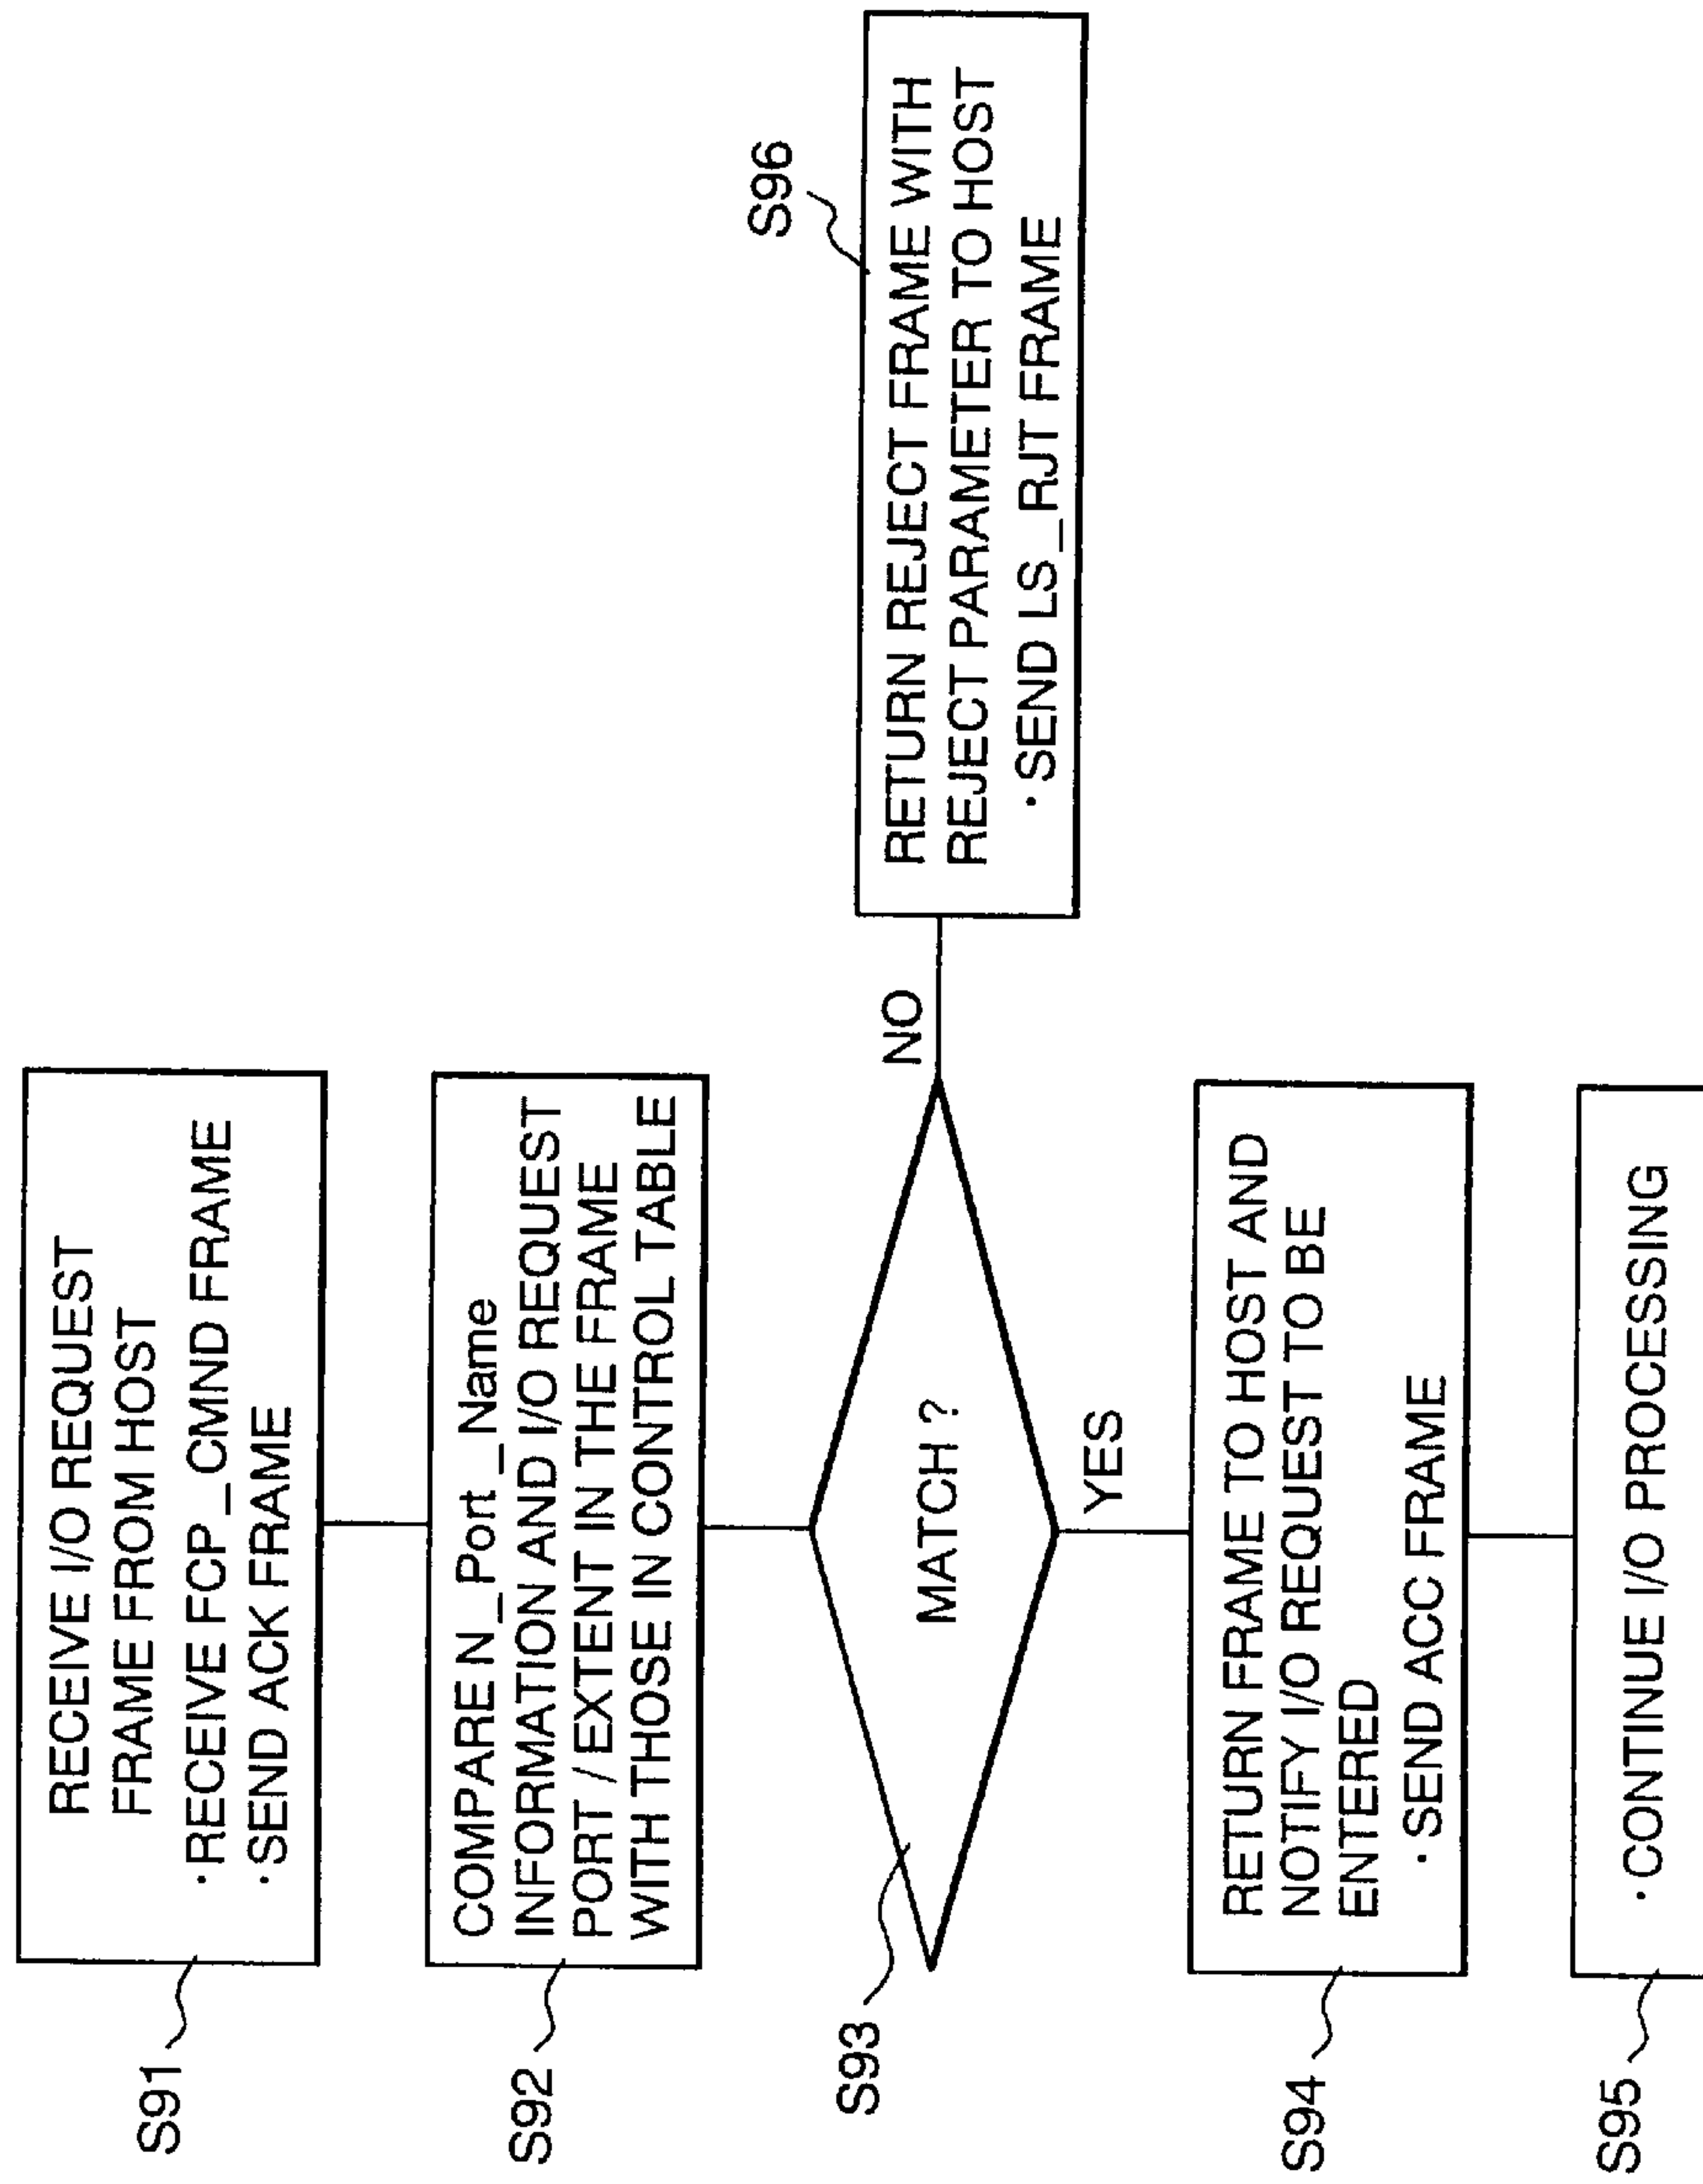 S91
RECEIVE I/O REQUEST
FRAME FROM HOST
·RECEIVE FCP_CMND FRAME
·SEND ACK FRAME
S92
COMPARE N_Port_Name
INFORMATION AND I/O REQUEST
PORT / EXTENT IN THE FRAME
WITH THOSE IN CONTROL TABLE
S93
MATCH ?
NO
S96
RETURN REJECT FRAME WITH
REJECT PARAMETER TO HOST
·SEND LS_RJT FRAME
YES
S94
RETURN FRAME TO HOST AND
NOTIFY I/O REQUEST TO BE
ENTERED
·SEND ACC FRAME
S95
·CONTINUE I/O PROCESSING